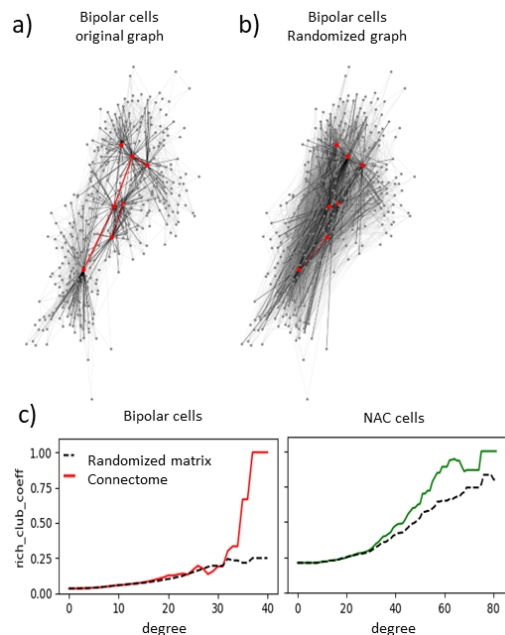 a)
Bipolar cells
original graph
b)
Bipolar cells
Randomized graph
c)
Bipolar cells
NAC cells
rich_club_coeff
1.00
0.75
0.50
0.25
0.00
Randomized matrix
Connectome
0 10 20 30 40
degree
0 20 40 60 80
degree